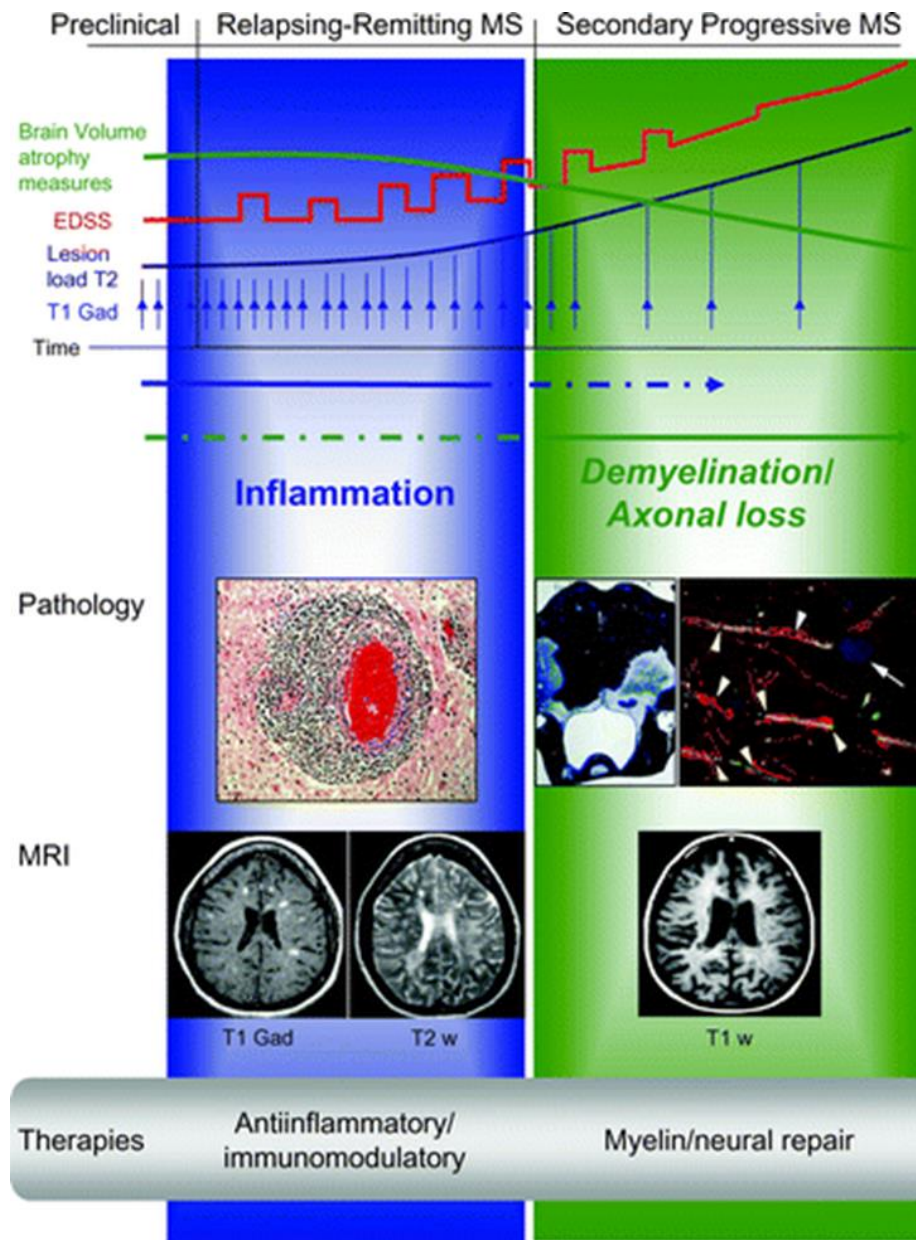 Preclinical
Relapsing-Remitting MS
Secondary Progressive MS
Brain Volume
atrophy
measures
EDSS
Lesion
load T2
T1 Gad
Time
Inflammation
Demyelination/
Axonal loss
Pathology
MRI
T1 Gad
T2 w
T1 w
Therapies
Antiinflammatory/
immunomodulatory
Myelin/neural repair